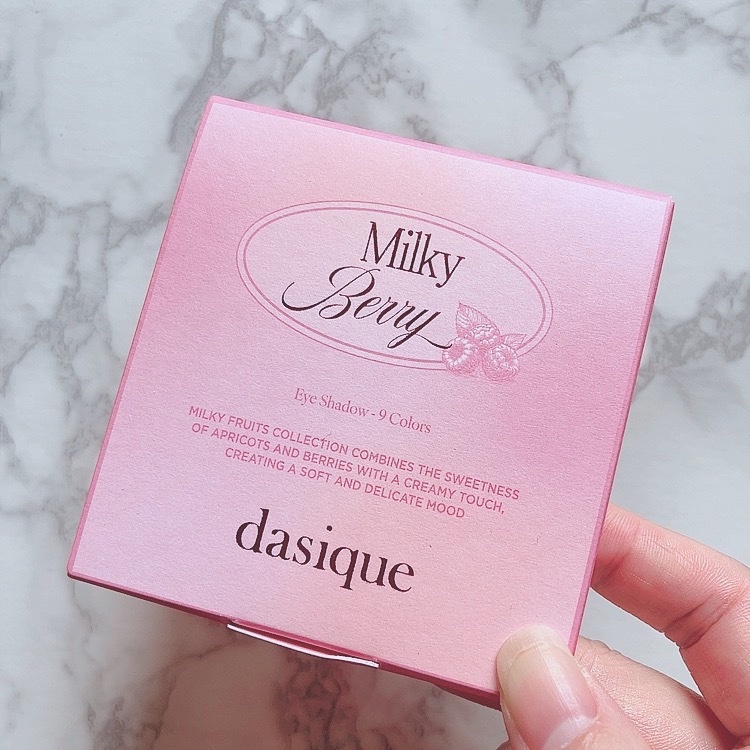 Milky
Berry
Eye Shadow - 9 Colors
MILKY FRUITS COLLECTION COMBINES THE SWEETNESS
OF APRICOTS AND BERRIES WITH A CREAMY TOUCH,
CREATING A SOFT AND DELICATE MOOD
dasique